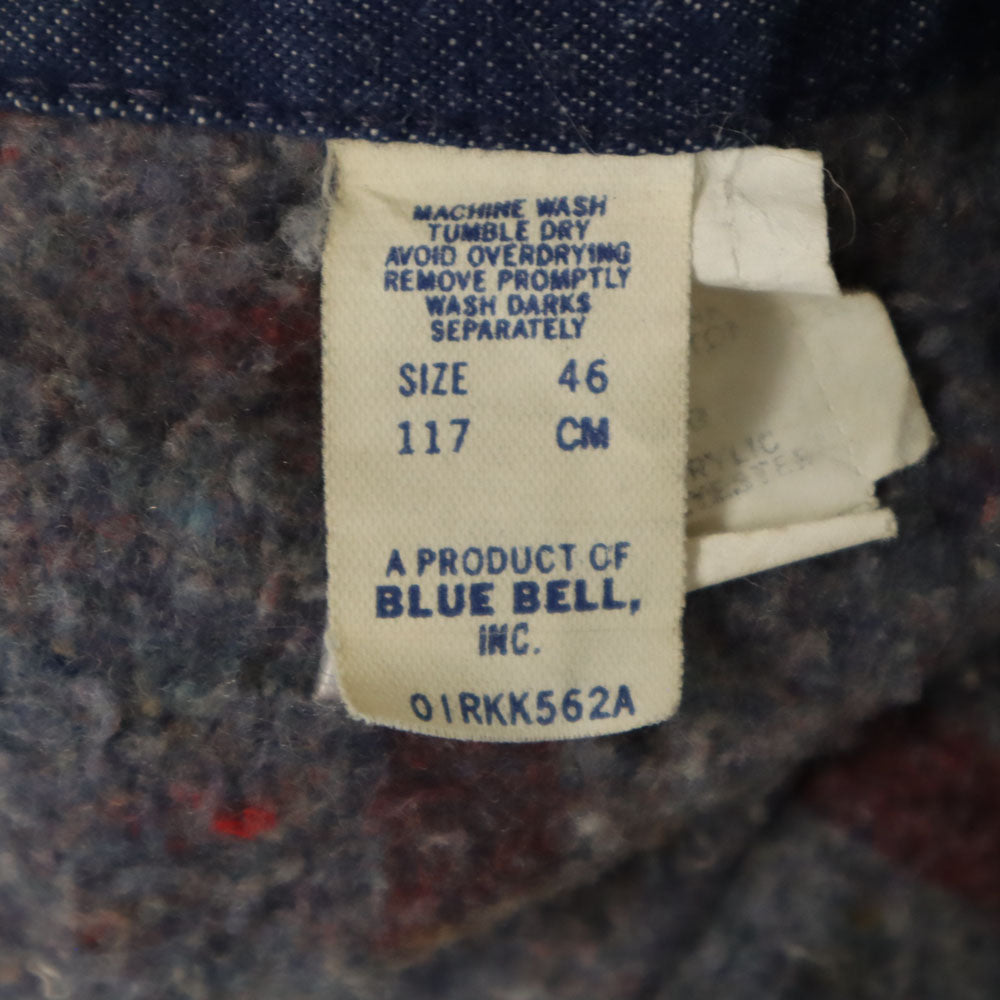 MACHINE WASH
TUMBLE DRY
AVOID OVERDRYING
REMOVE PROMPTLY
WASH DARKS
SEPARATELY
SIZE 46
117 CM
A PRODUCT OF
BLUE BELL,
INC.
01RKK562A